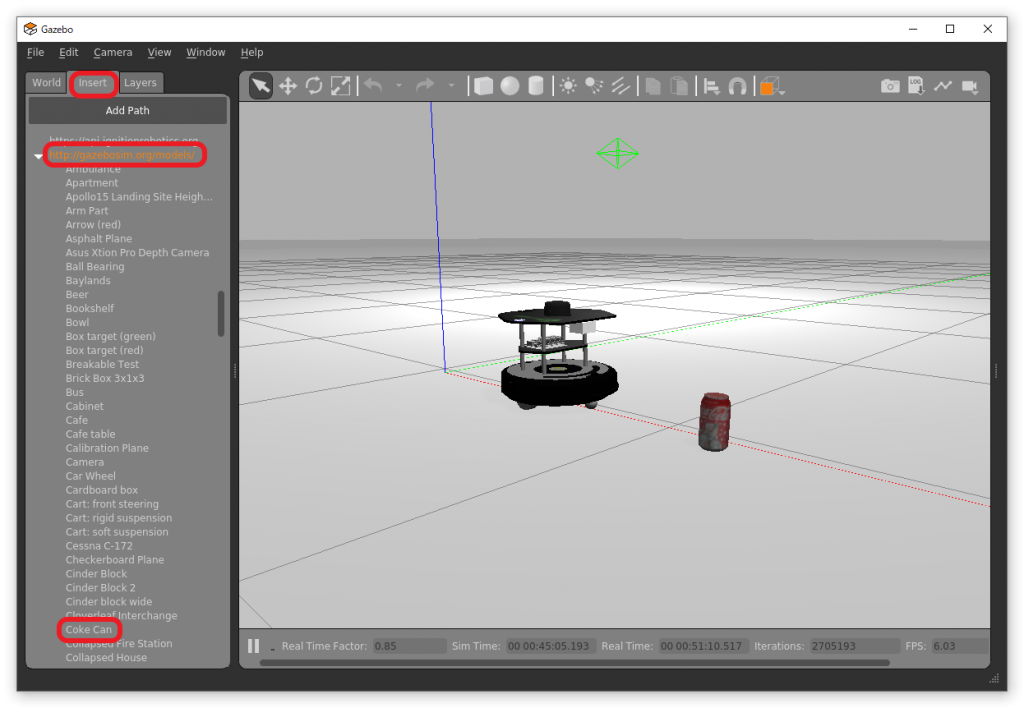 Gazebo
File Edit Camera View Window Help
World Insert Layers
Add Path
https://api.ignitionrobotics.org
http://gazebosim.org/models/
Ambulance
Apartment
Apollo15 Landing Site Heigh...
Arm Part
Arrow (red)
Asphalt Plane
Asus Xtion Pro Depth Camera
Ball Bearing
Baylands
Beer
Bookshelf
Bowl
Box target (green)
Box target (red)
Breakable Test
Brick Box 3x1x3
Bus
Cabinet
Cafe
Cafe table
Calibration Plane
Camera
Car Wheel
Cardboard box
Cart: front steering
Cart: rigid suspension
Cart: soft suspension
Cessna C-172
Checkerboard Plane
Cinder Block
Cinder Block 2
Cinder block wide
Cloverleaf Interchange
Coke Can
Collapsed Fire Station
Collapsed House
LOG
Real Time Factor: 0.85 Sim Time: 00 00:45:05.193 Real Time: 00 00:51:10.517 Iterations: 2705193 FPS: 6.03